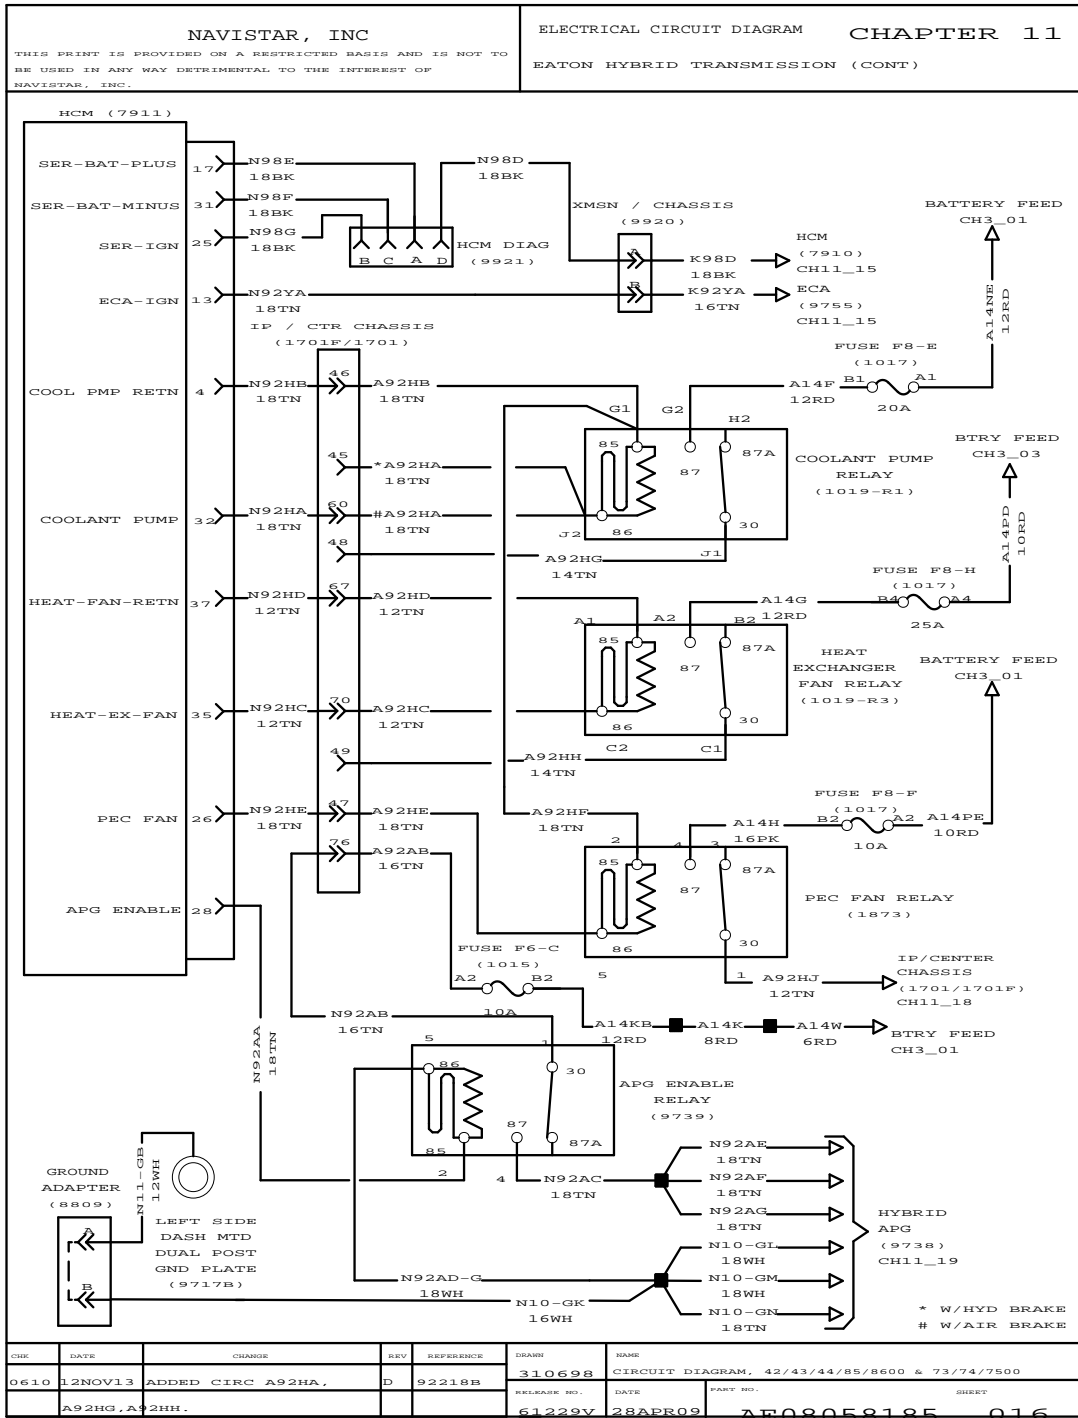 NAVISTAR, INC
THIS PRINT IS PROVIDED ON A RESTRICTED BASIS AND IS NOT TO
BE USED IN ANY WAY DETRIMENTAL TO THE INTEREST OF
NAVISTAR, INC.
ELECTRICAL CIRCUIT DIAGRAM
CHAPTER 11
EATON HYBRID TRANSMISSION (CONT)
HCM (7911)
SER-BAT-PLUS 17
N98E
18BK
SER-BAT-MINUS 31
N98F
18BK
SER-IGN 25
N98G
18BK
N98D
18BK
B C A D
HCM DIAG
(9921)
XMSN / CHASSIS
(9920)
A
B
K98D
18BK
HCM
(7910)
CH11_15
K92YA
16TN
ECA
(9755)
CH11_15
BATTERY FEED
CH3_01
A14NE
12RD
ECA-IGN 13
N92YA
18TN
IP / CTR CHASSIS
(1701F/1701)
FUSE F8-E
(1017)
A14F
12RD
B1
A1
20A
COOL PMP RETN 4
N92HB
18TN
46
A92HB
18TN
G1
G2
H2
85
87
87A
86
30
J2
J1
COOLANT PUMP
RELAY
(1019-R1)
BTRY FEED
CH3_03
A14PD
10RD
45
*A92HA
18TN
COOLANT PUMP 32
N92HA
18TN
60
#A92HA
18TN
48
A92HG
14TN
FUSE F8-H
(1017)
A14G
12RD
B4
A4
25A
HEAT-FAN-RETN 37
N92HD
12TN
67
A92HD
12TN
A1
A2
B2
85
87
87A
86
30
C2
C1
HEAT
EXCHANGER
FAN RELAY
(1019-R3)
BATTERY FEED
CH3_01
HEAT-EX-FAN 35
N92HC
12TN
70
A92HC
12TN
49
A92HH
14TN
FUSE F8-F
(1017)
A14H
16PK
B2
A2
10A
A14PE
10RD
PEC FAN 26
N92HE
18TN
47
A92HE
18TN
A92HF
18TN
76
A92AB
16TN
2
4
3
85
87
87A
86
30
5
1
PEC FAN RELAY
(1873)
APG ENABLE 28
FUSE F6-C
(1015)
A2
B2
10A
A92HJ
12TN
IP/CENTER
CHASSIS
(1701/1701F)
CH11_18
N92AB
16TN
A14KB
12RD
A14K
8RD
A14W
6RD
BTRY FEED
CH3_01
N92AA
18TN
5
1
86
30
87
85
87A
2
4
APG ENABLE
RELAY
(9739)
N92AC
18TN
N92AE
18TN
N92AF
18TN
N92AG
18TN
N10-GL
18WH
N10-GM
18WH
N10-GN
18TN
HYBRID
APG
(9738)
CH11_19
GROUND
ADAPTER
(8809)
A
B
N11-GB
12WH
LEFT SIDE
DASH MTD
DUAL POST
GND PLATE
(9717B)
N92AD-G
18WH
N10-GK
16WH
* W/HYD BRAKE
# W/AIR BRAKE
CHK DATE CHANGE REV REFERENCE
0610 12NOV13 ADDED CIRC A92HA, D 92218B
A92HG,A92HH.
DRAWN
310698
NAME
CIRCUIT DIAGRAM, 42/43/44/85/8600 & 73/74/7500
RELEASE NO.
61229V
DATE
28APR09
PART NO.
AE08058185
SHEET
016